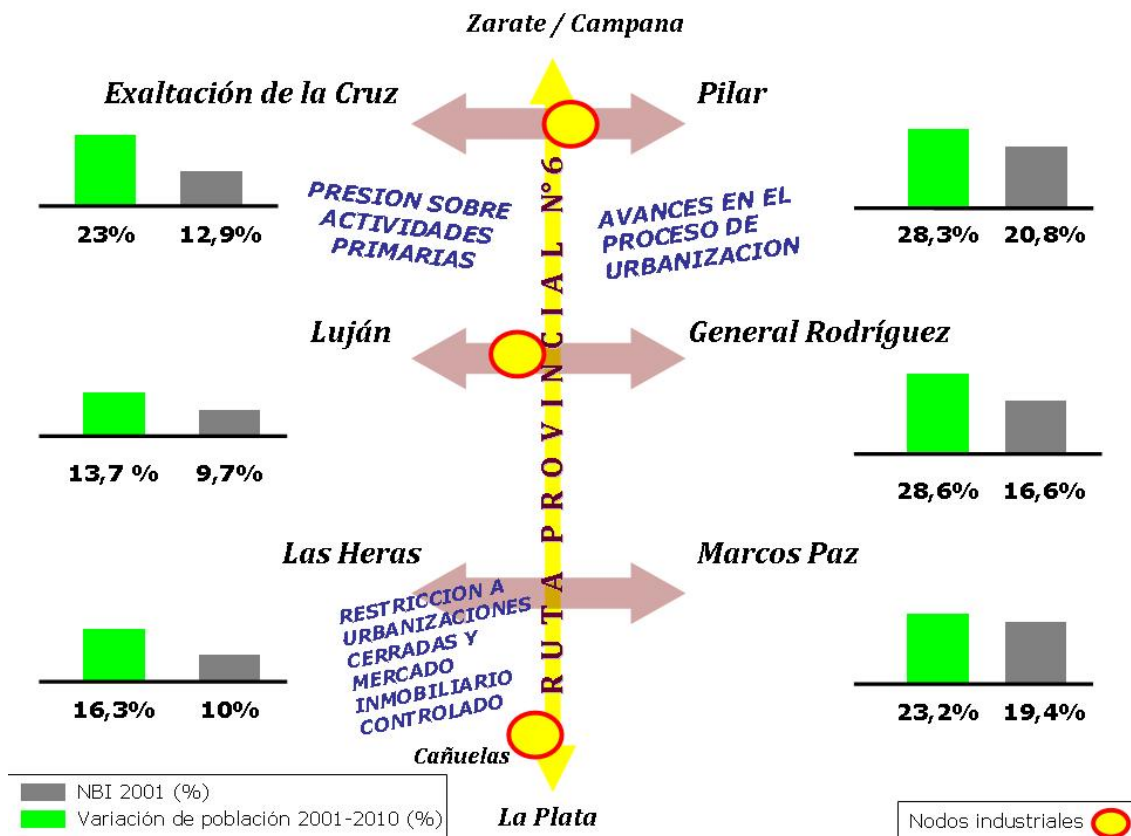 Zarate / Campana
Exaltación de la Cruz
Pilar
23%
12,9%
PRESION SOBRE
ACTIVIDADES
PRIMARIAS
AVANCES EN EL
PROCESO DE
URBANIZACION
28,3%
20,8%
RUTA PROVINCIAL N° 6
Luján
General Rodríguez
13,7 %
9,7%
28,6%
16,6%
Las Heras
Marcos Paz
RESTRICCION A
URBANIZACIONES
CERRADAS Y
MERCADO
INMOBILIARIO
CONTROLADO
16,3%
10%
23,2%
19,4%
Cañuelas
La Plata
NBI 2001 (%)
Variación de población 2001-2010 (%)
Nodos industriales